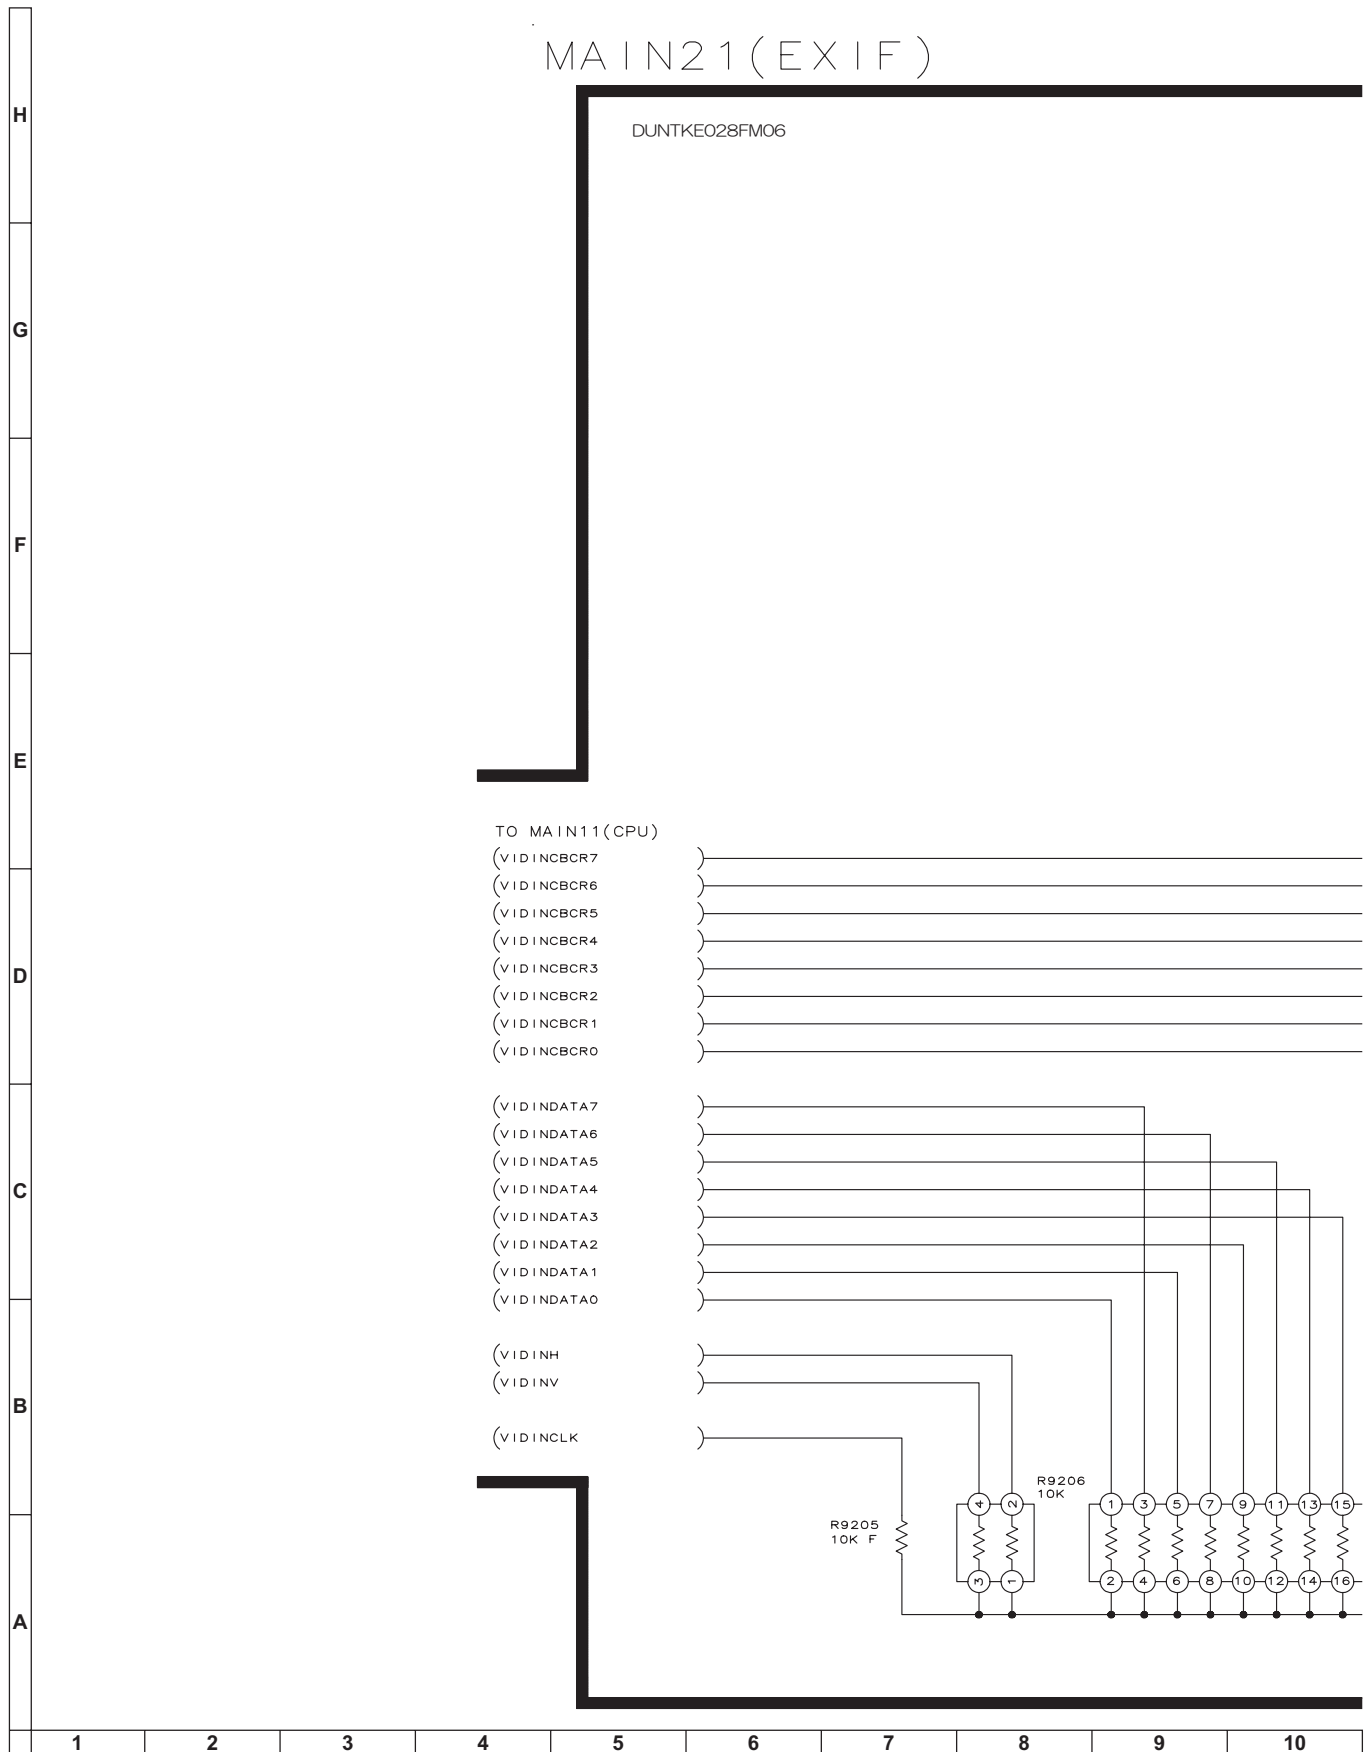 MAIN21(EXIF)
H
DUNTKE028FM06
G
F
E
TO MAIN11(CPU)
(VIDINCBCR7 )
(VIDINCBCR6 )
(VIDINCBCR5 )
(VIDINCBCR4 )
D
(VIDINCBCR3 )
(VIDINCBCR2 )
(VIDINCBCR1 )
(VIDINCBCR0 )
(VIDINDATA7 )
(VIDINDATA6 )
(VIDINDATA5 )
C
(VIDINDATA4 )
(VIDINDATA3 )
(VIDINDATA2 )
(VIDINDATA1 )
(VIDINDATA0 )
(VIDINH )
(VIDINV )
B
(VIDINCLK )
R9206
10K
4 2 1 3 5 7 9 11 13 15
R9205
10K F
3 1 2 4 6 8 10 12 14 16
A
1 2 3 4 5 6 7 8 9 10